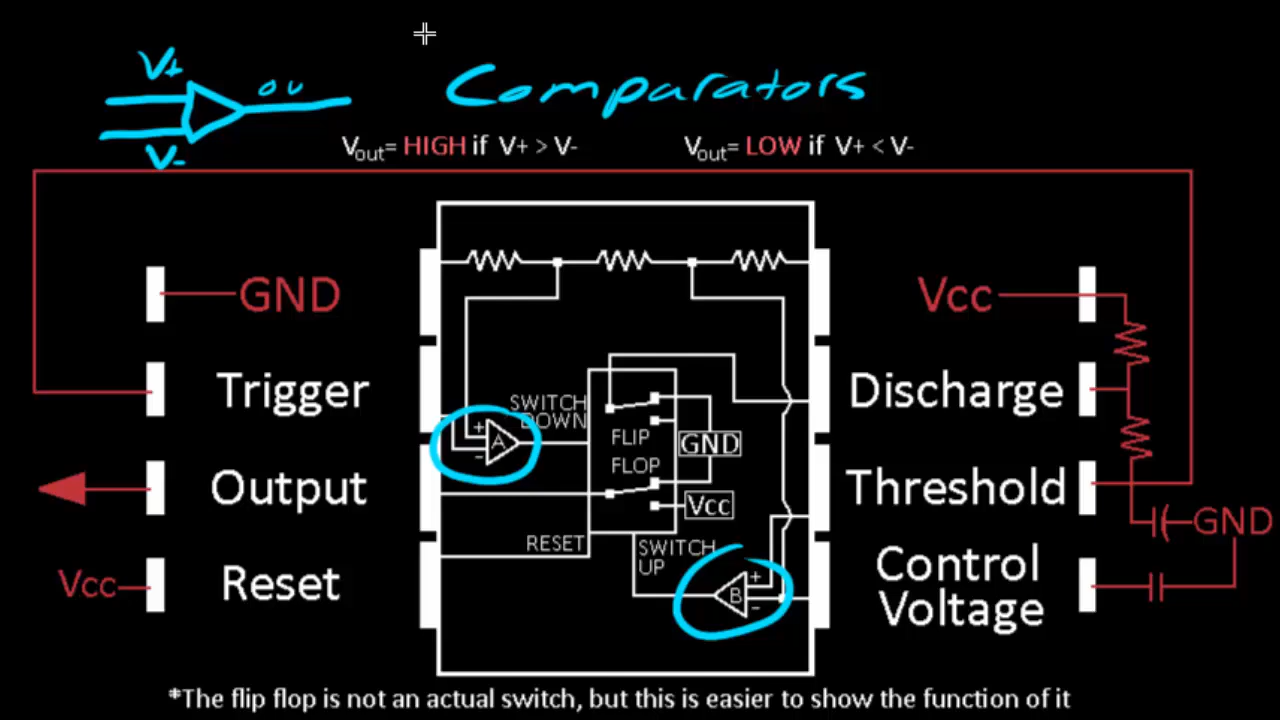 V+
V-
ou
Comparators
Vout= HIGH if V+ > V-
Vout= LOW if V+ < V-
GND
Trigger
Output
Vcc
Reset
SWITCH
DOWN
+
A
-
FLIP
FLOP
GND
Vcc
RESET
SWITCH
UP
+
B
-
Vcc
Discharge
Threshold
GND
Control
Voltage
*The flip flop is not an actual switch, but this is easier to show the function of it